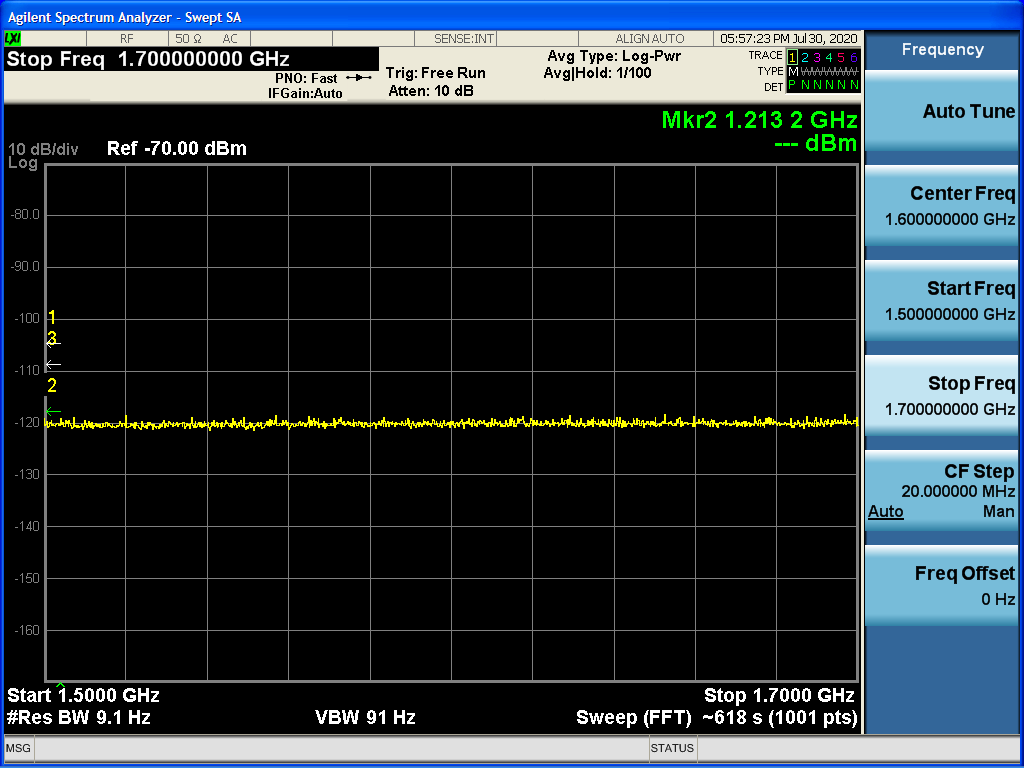 Agilent Spectrum Analyzer - Swept SA
LXI RF 50 Ω AC SENSE:INT ALIGN AUTO 05:57:23 PM Jul 30, 2020
Stop Freq 1.700000000 GHz
PNO: Fast
IFGain:Auto
Trig: Free Run
Atten: 10 dB
Avg Type: Log-Pwr
Avg|Hold: 1/100
TRACE 1 2 3 4 5 6
TYPE M W W W W W
DET P N N N N N
Mkr2 1.213 2 GHz
--- dBm
10 dB/div Ref -70.00 dBm
Log
-80.0
-90.0
-100
-110
-120
-130
-140
-150
-160
1
3
2
Start 1.5000 GHz Stop 1.7000 GHz
#Res BW 9.1 Hz VBW 91 Hz Sweep (FFT) ~618 s (1001 pts)
MSG STATUS
Frequency
Auto Tune
Center Freq
1.600000000 GHz
Start Freq
1.500000000 GHz
Stop Freq
1.700000000 GHz
CF Step
20.000000 MHz
Auto Man
Freq Offset
0 Hz